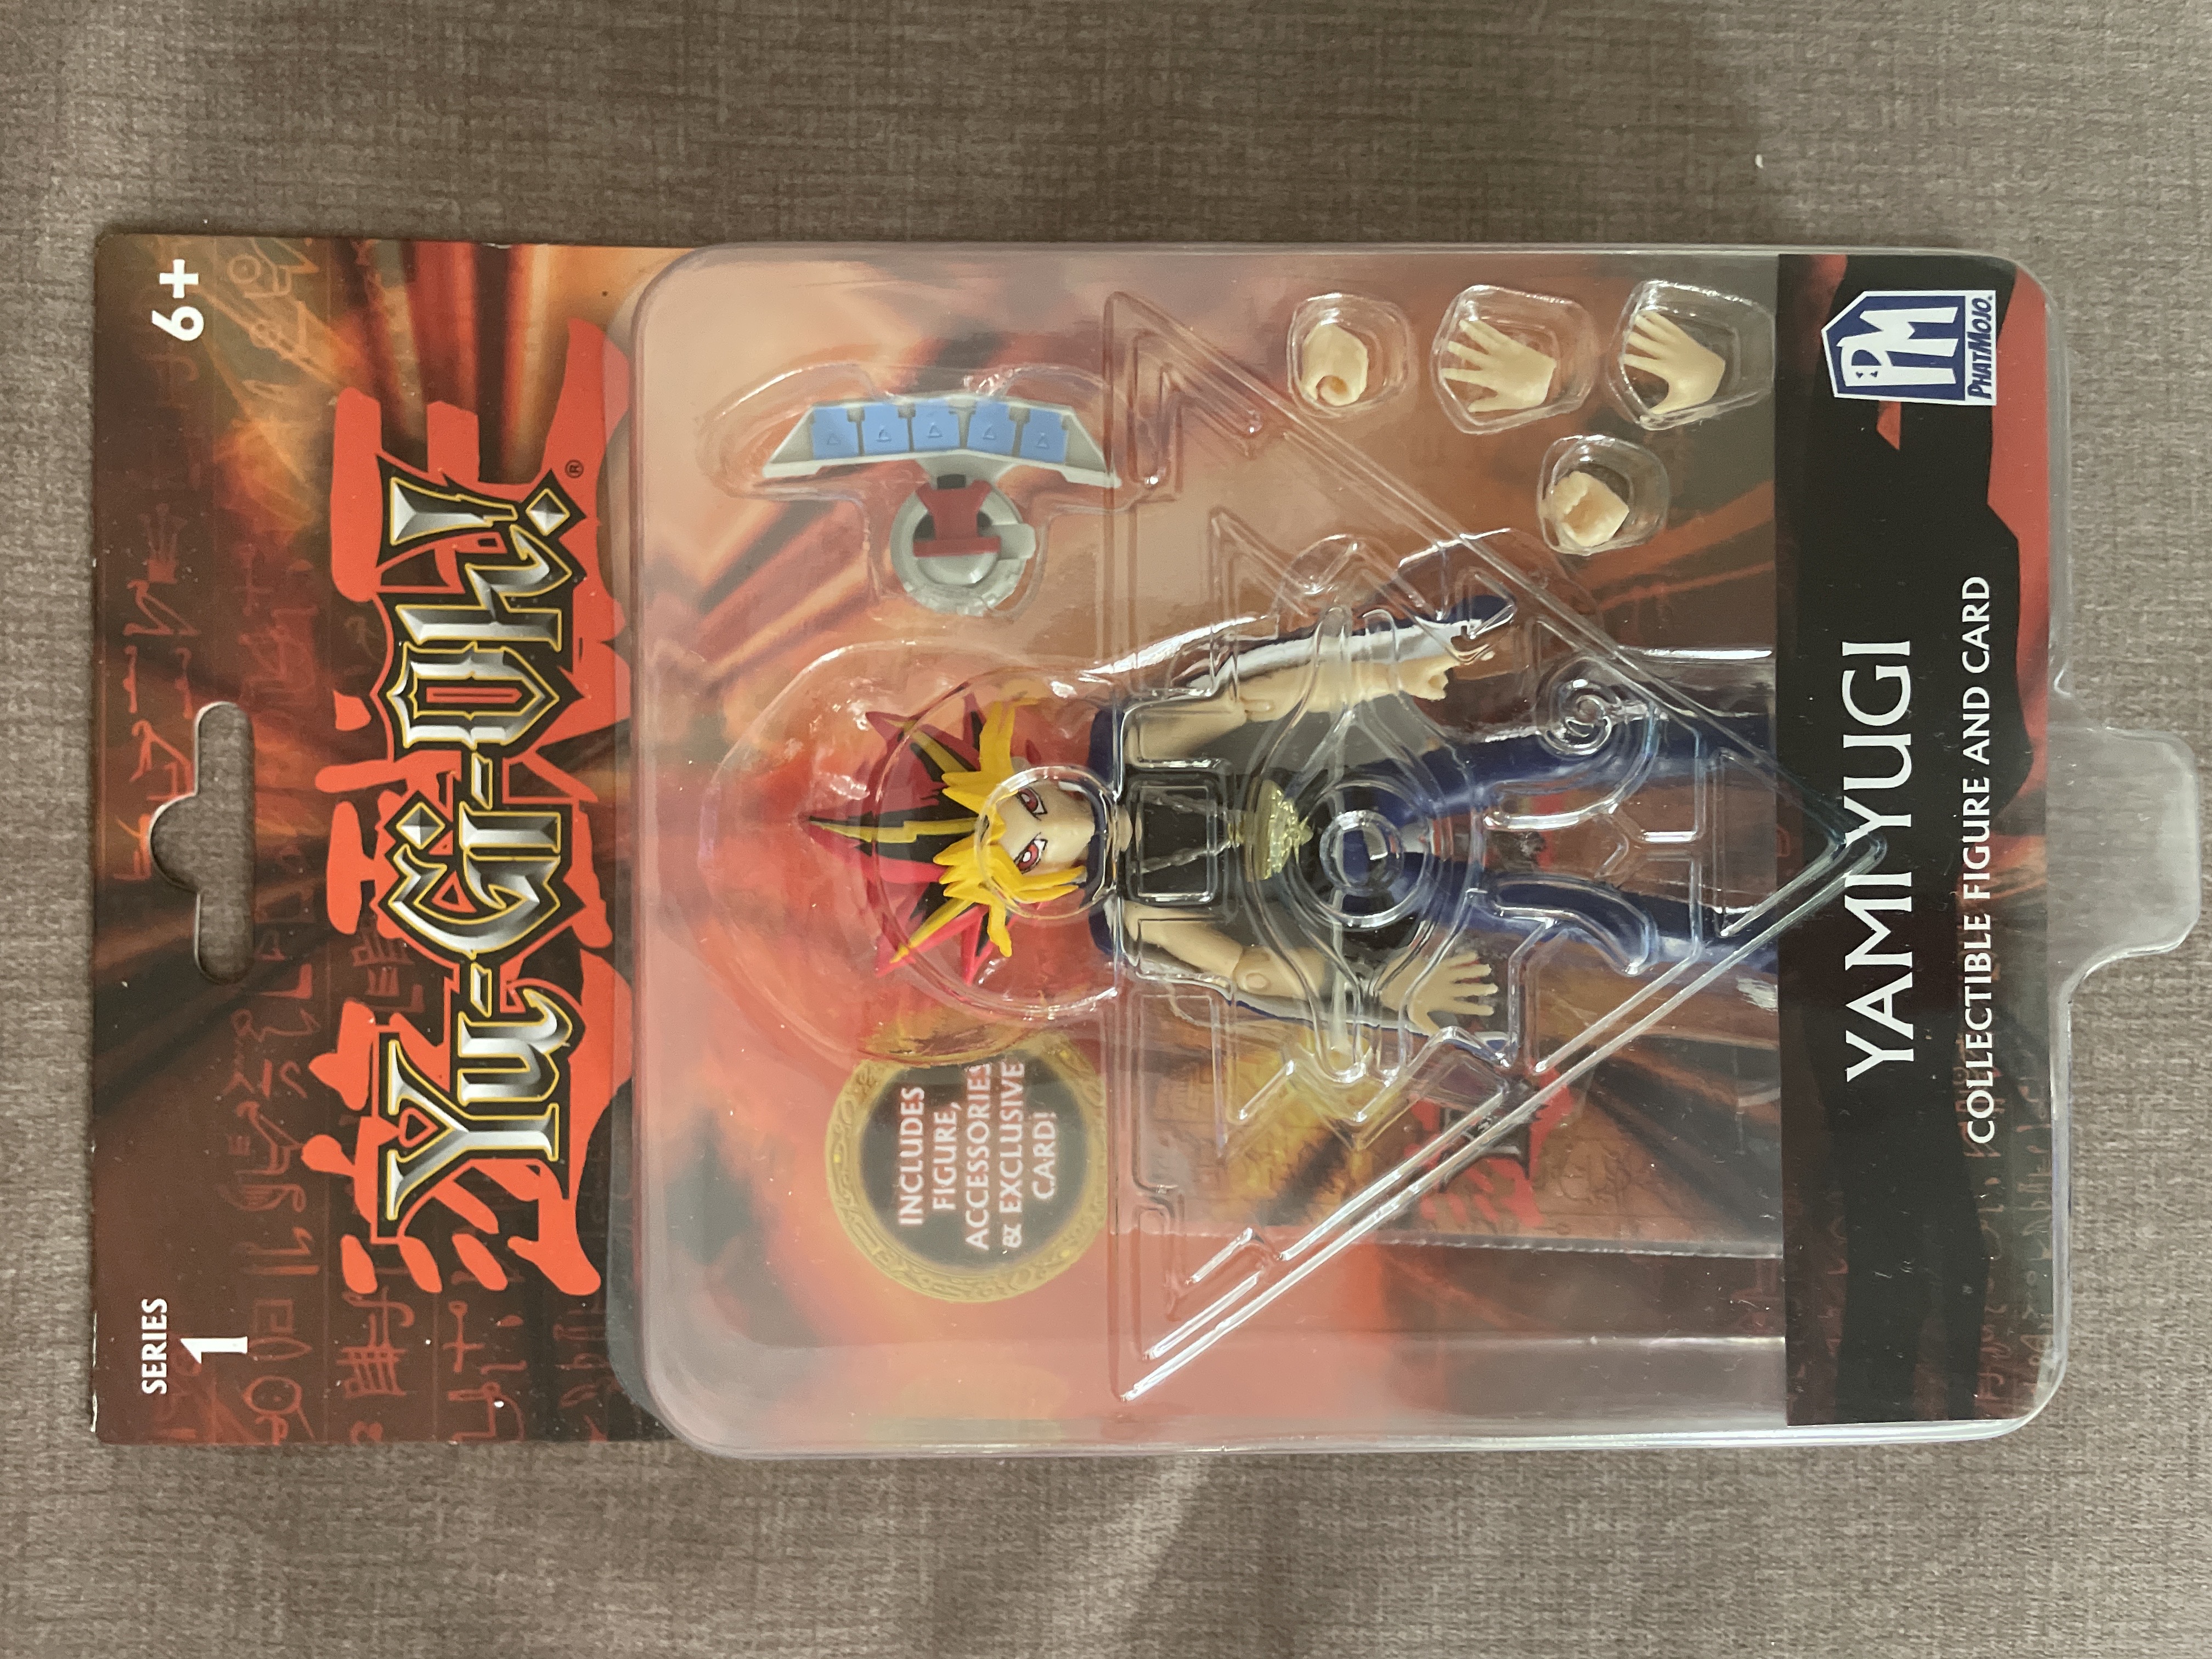 SERIES
1
6+
Yu-Gi-Oh!
®
INCLUDES
FIGURE,
ACCESSORIES
& EXCLUSIVE
CARD!
YAMI YUGI
COLLECTIBLE FIGURE AND CARD
PM
PHATMOJO